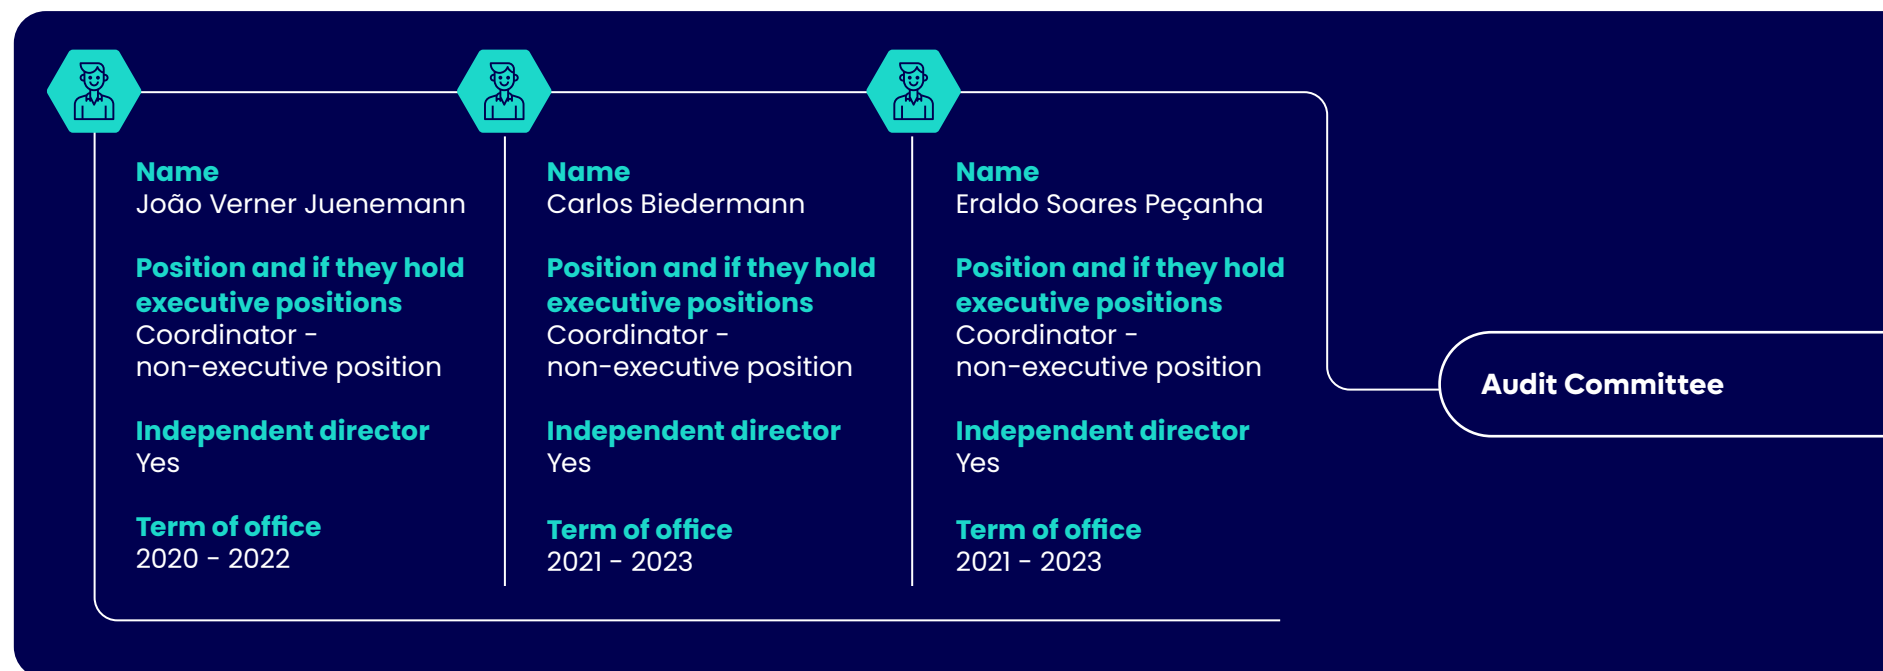 Name
João Verner Juenemann
Position and if they hold
executive positions
Coordinator -
non-executive position
Independent director
Yes
Term of office
2020 - 2022
Name
Carlos Biedermann
Position and if they hold
executive positions
Coordinator -
non-executive position
Independent director
Yes
Term of office
2021 - 2023
Name
Eraldo Soares Peçanha
Position and if they hold
executive positions
Coordinator -
non-executive position
Independent director
Yes
Term of office
2021 - 2023
Audit Committee